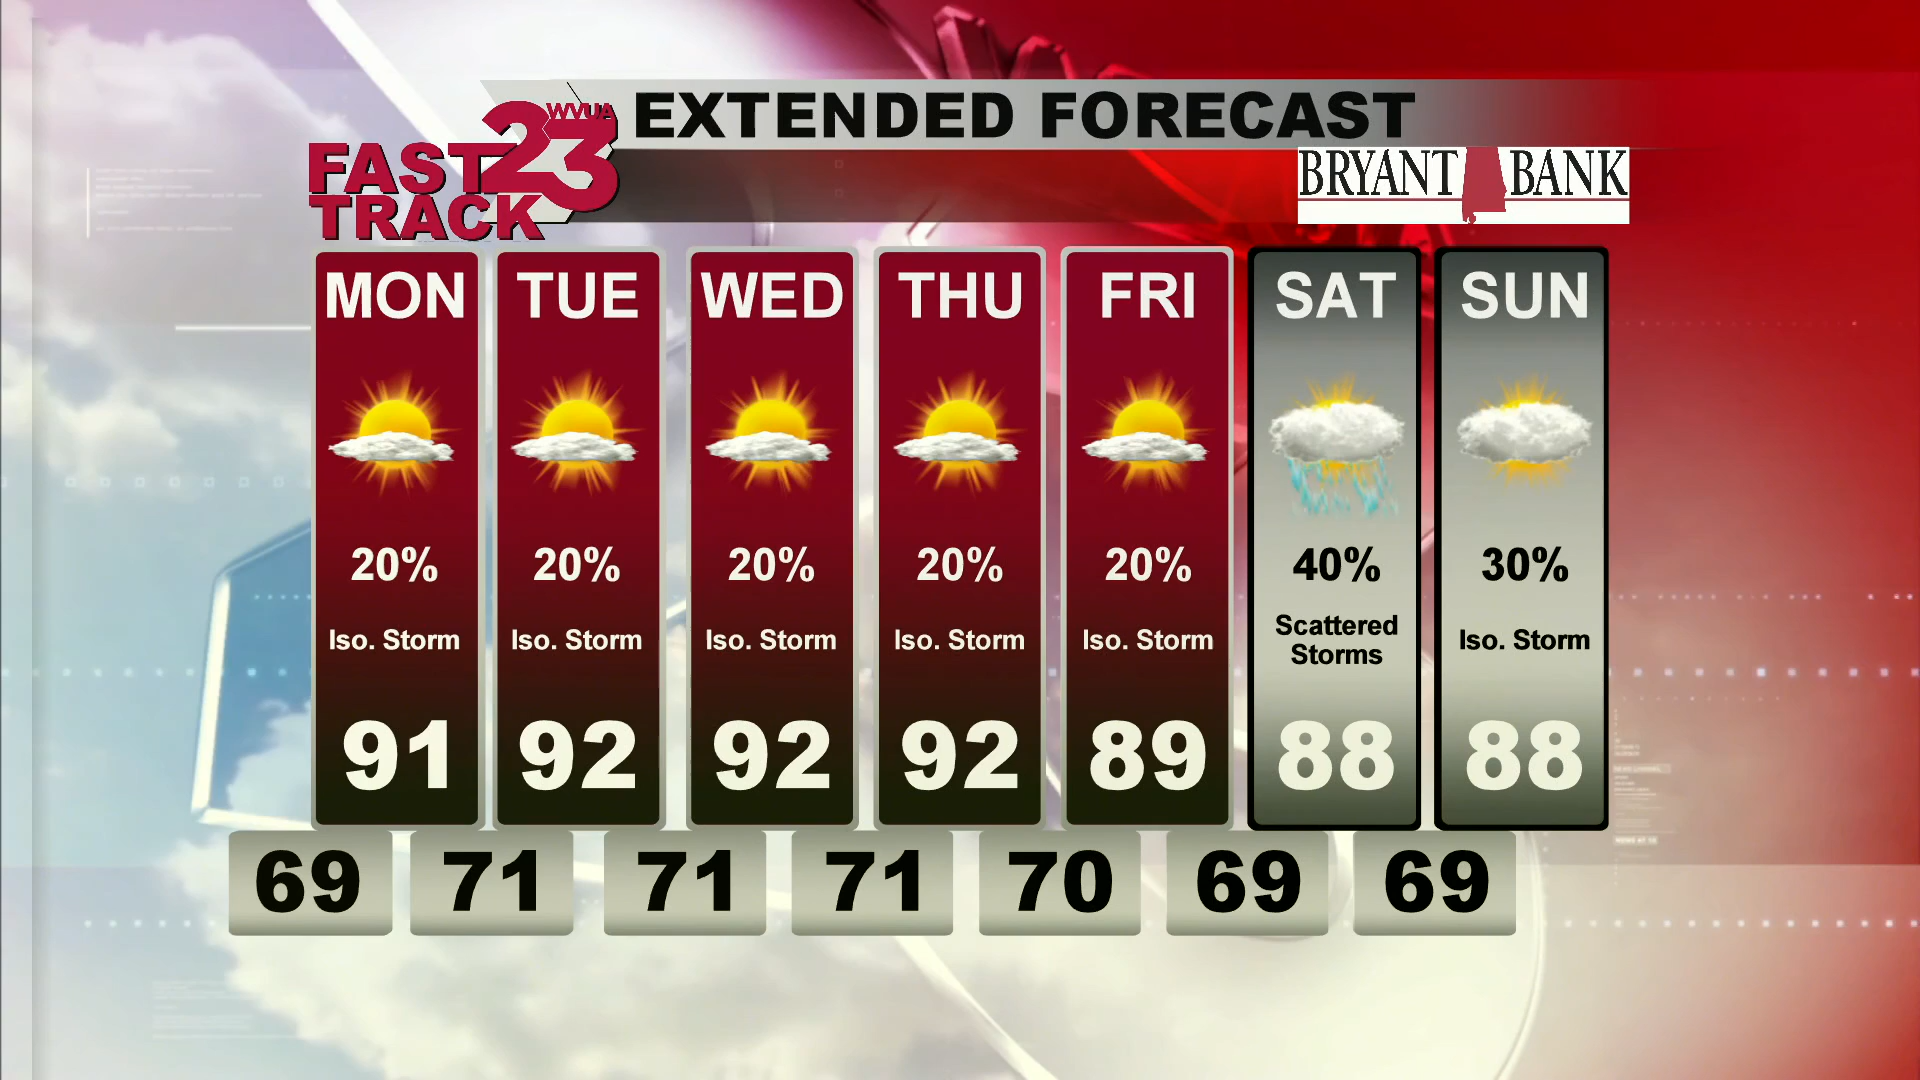 WVUA
23
FAST
TRACK
EXTENDED FORECAST
BRYANT BANK
MON TUE WED THU FRI SAT SUN
20% 20% 20% 20% 20% 40% 30%
Iso. Storm Iso. Storm Iso. Storm Iso. Storm Iso. Storm Scattered Storms Iso. Storm
91 92 92 92 89 88 88
69 71 71 71 70 69 69